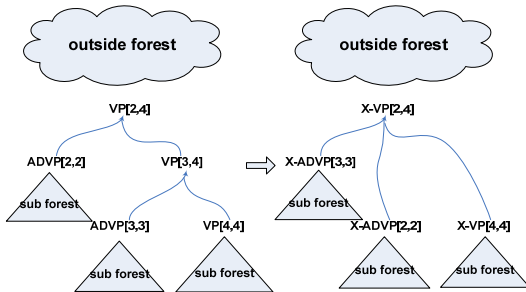 outside forest
VP[2,4]
ADVP[2,2]
VP[3,4]
sub forest
ADVP[3,3]
VP[4,4]
sub forest
sub forest
outside forest
X-VP[2,4]
X-ADVP[3,3]
sub forest
X-ADVP[2,2]
X-VP[4,4]
sub forest
sub forest